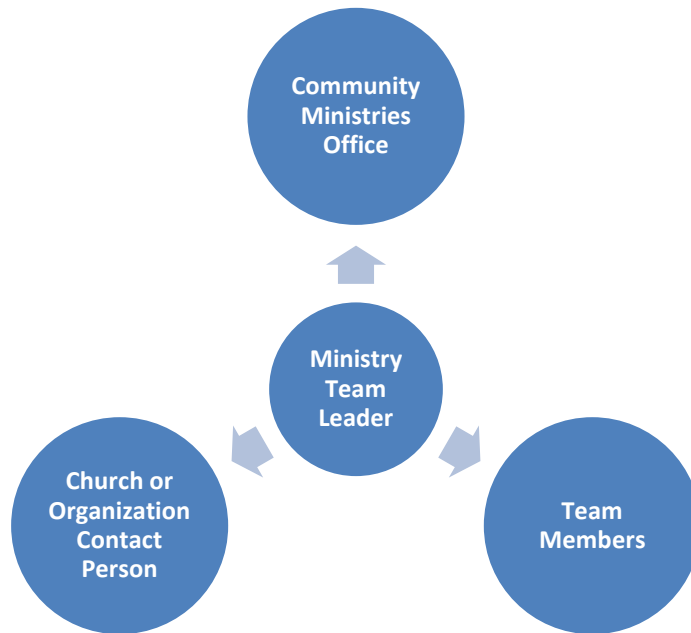 Community
Ministries
Office
Ministry
Team
Leader
Church or
Organization
Contact
Person
Team
Members